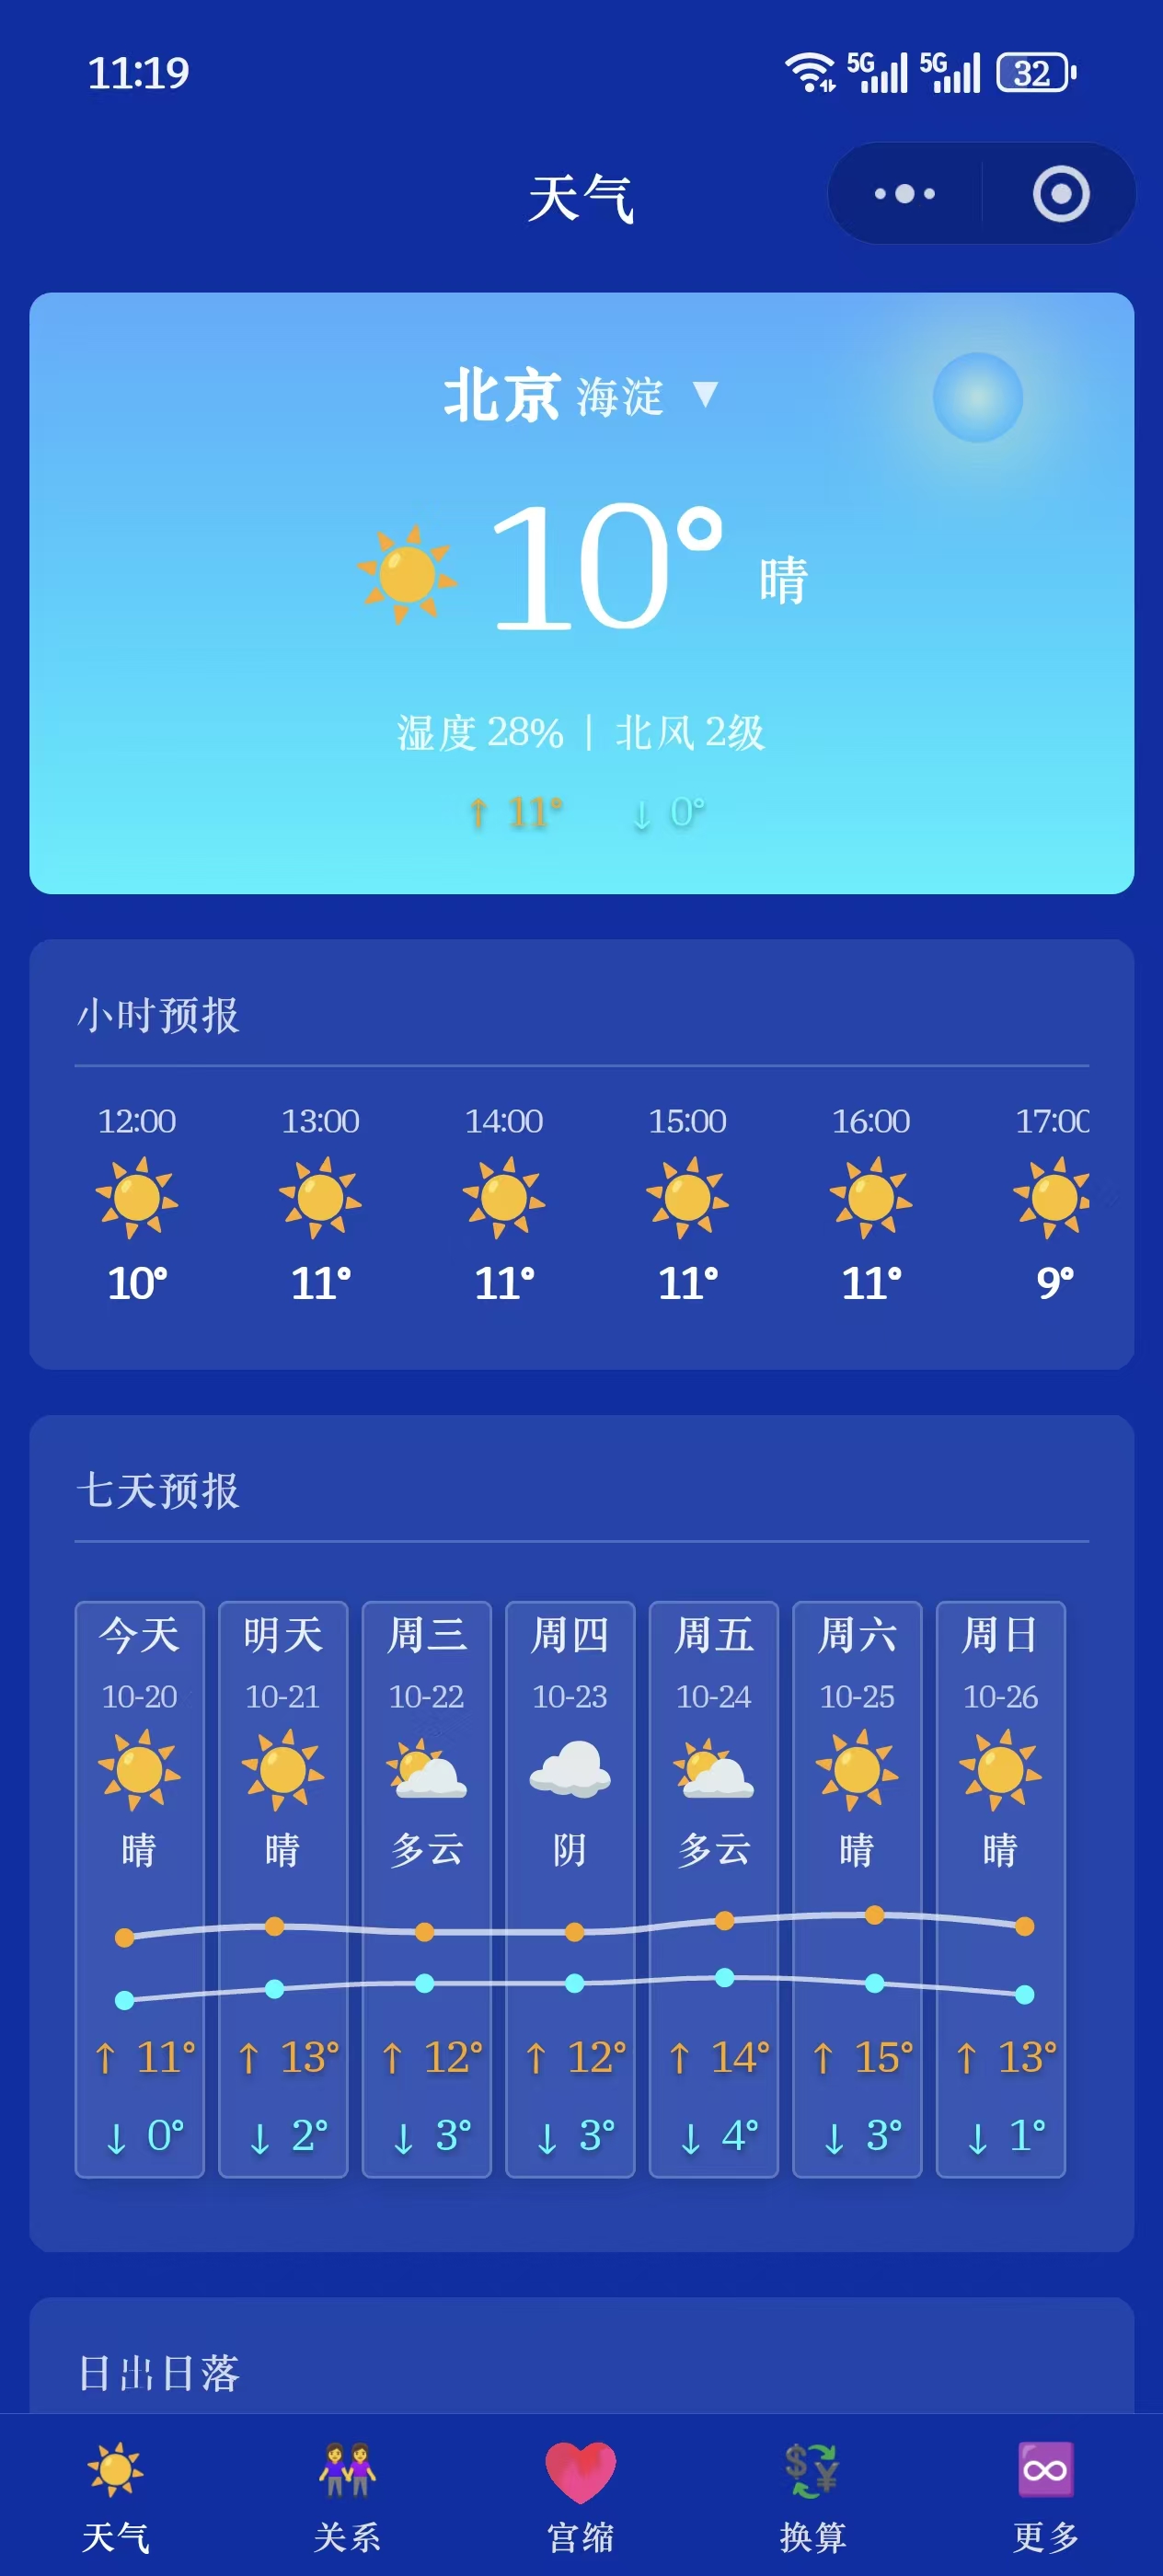 11:19 5G 5G 32
天气
北京 海淀 ▼
10° 晴
湿度 28% | 北风 2级
↑ 11° ↓ 0°
小时预报
12:00 13:00 14:00 15:00 16:00 17:00
10° 11° 11° 11° 11° 9°
七天预报
今天 明天 周三 周四 周五 周六 周日
10-20 10-21 10-22 10-23 10-24 10-25 10-26
晴 晴 多云 阴 多云 晴 晴
↑ 11° ↑ 13° ↑ 12° ↑ 12° ↑ 14° ↑ 15° ↑ 13°
↓ 0° ↓ 2° ↓ 3° ↓ 3° ↓ 4° ↓ 3° ↓ 1°
日出日落
天气 关系 宫缩 换算 更多